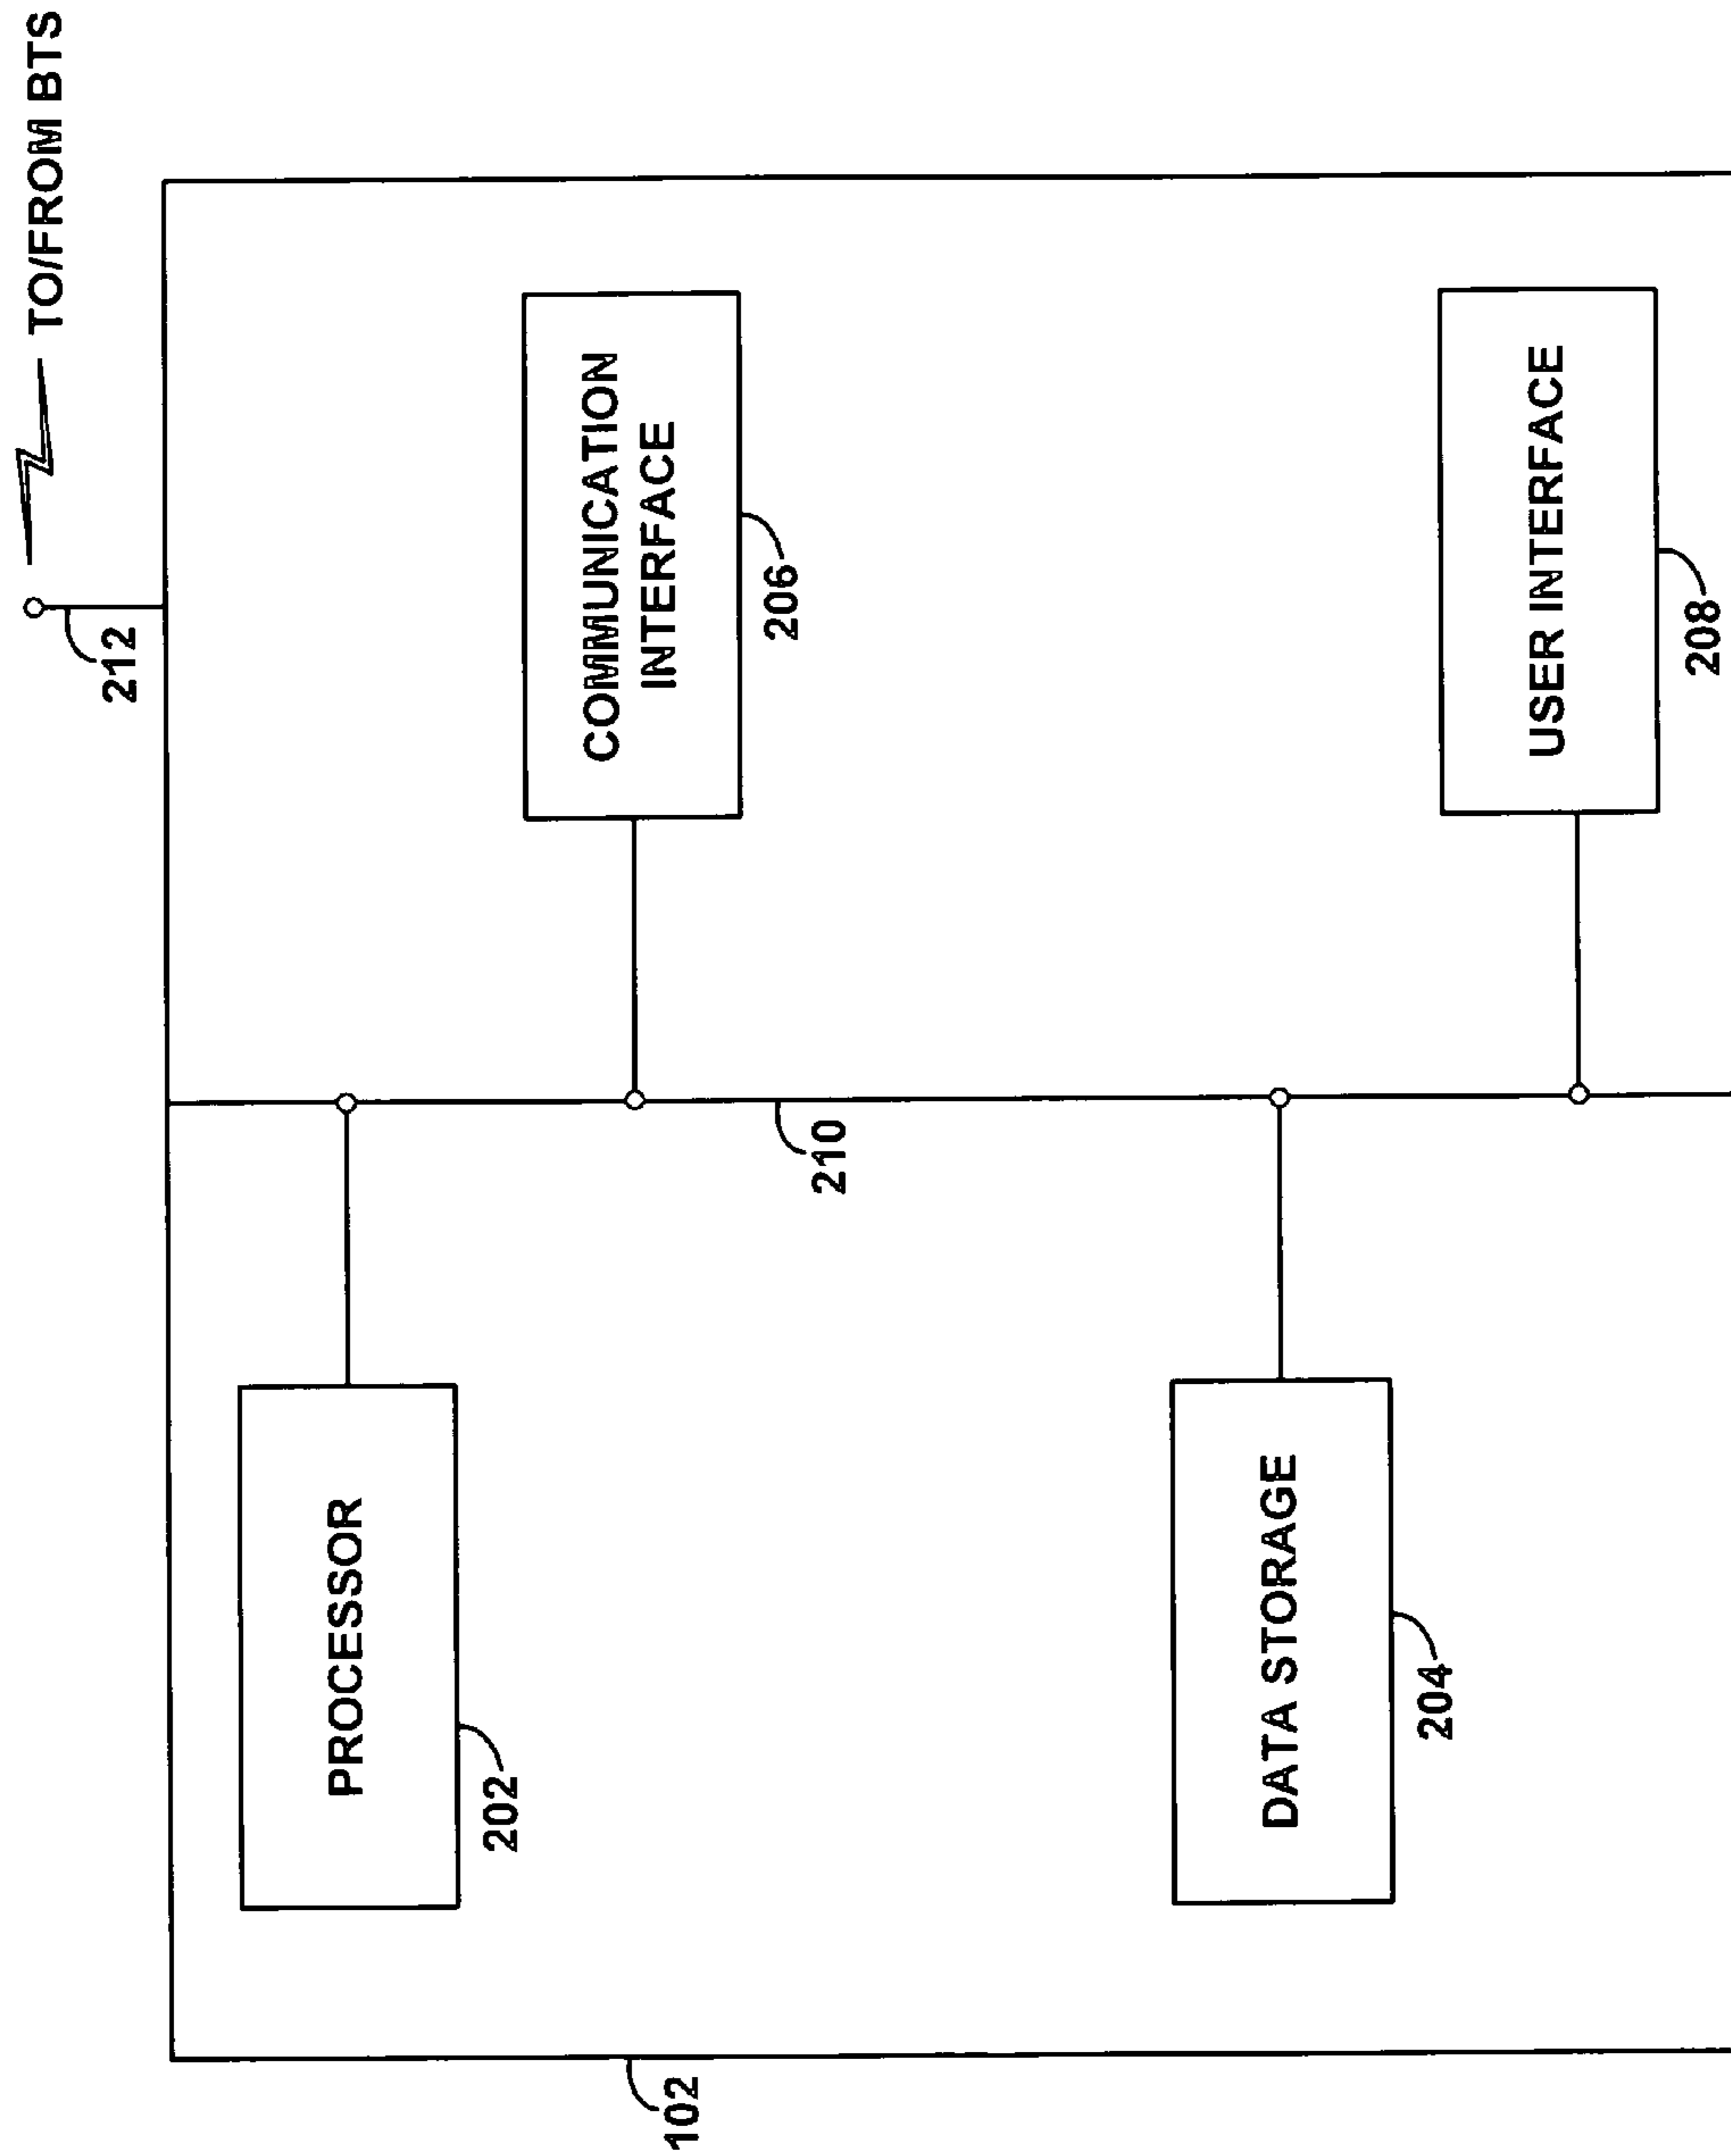 TO/FROM BTS
212
COMMUNICATION
INTERFACE
206
USER INTERFACE
208
210
PROCESSOR
202
DATA STORAGE
204
102